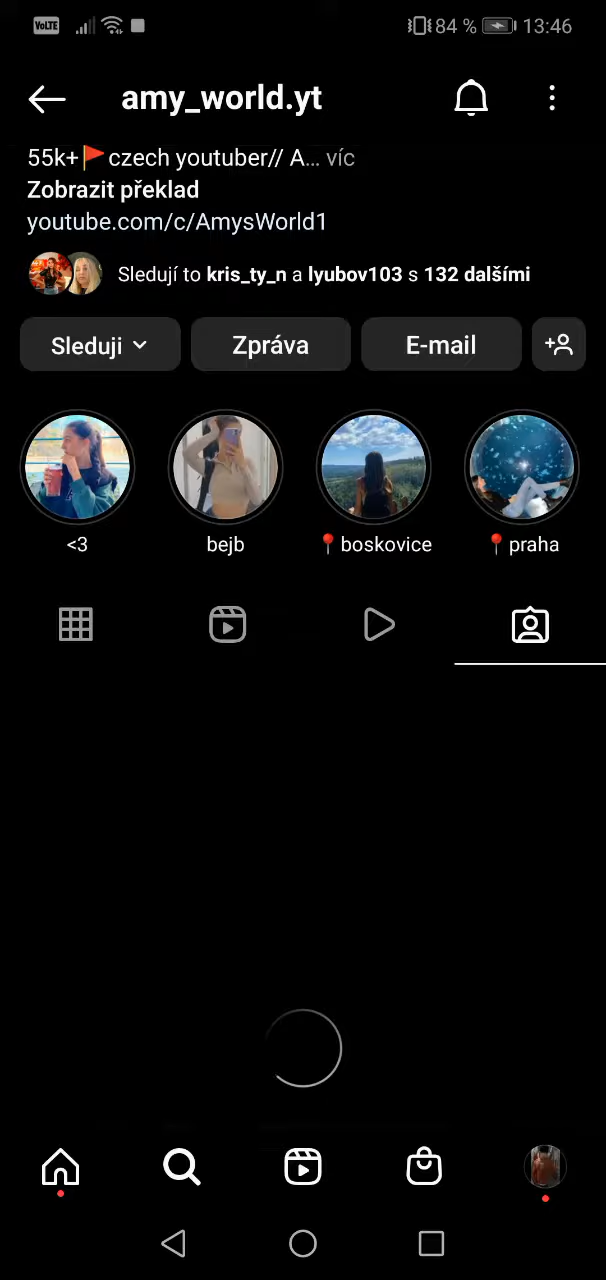 VoLTE 84 % 13:46
amy_world.yt
55k+🚩czech youtuber// A... víc
Zobrazit překlad
youtube.com/c/AmysWorld1
Sledují to kris_ty_n a lyubov103 s 132 dalšími
Sleduji Zpráva E-mail
<3 bejb 📍boskovice 📍praha